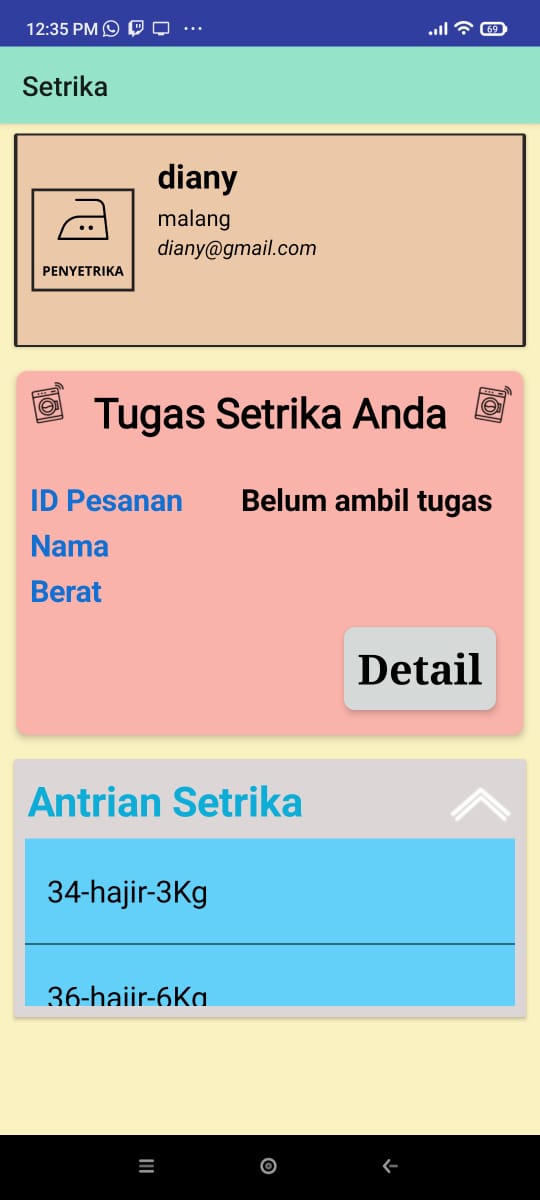 12:35 PM
69
Setrika
diany
malang
diany@gmail.com
PENYETRIKA
Tugas Setrika Anda
ID Pesanan Belum ambil tugas
Nama
Berat
Detail
Antrian Setrika
34-hajir-3Kg
36-hajir-6Kg